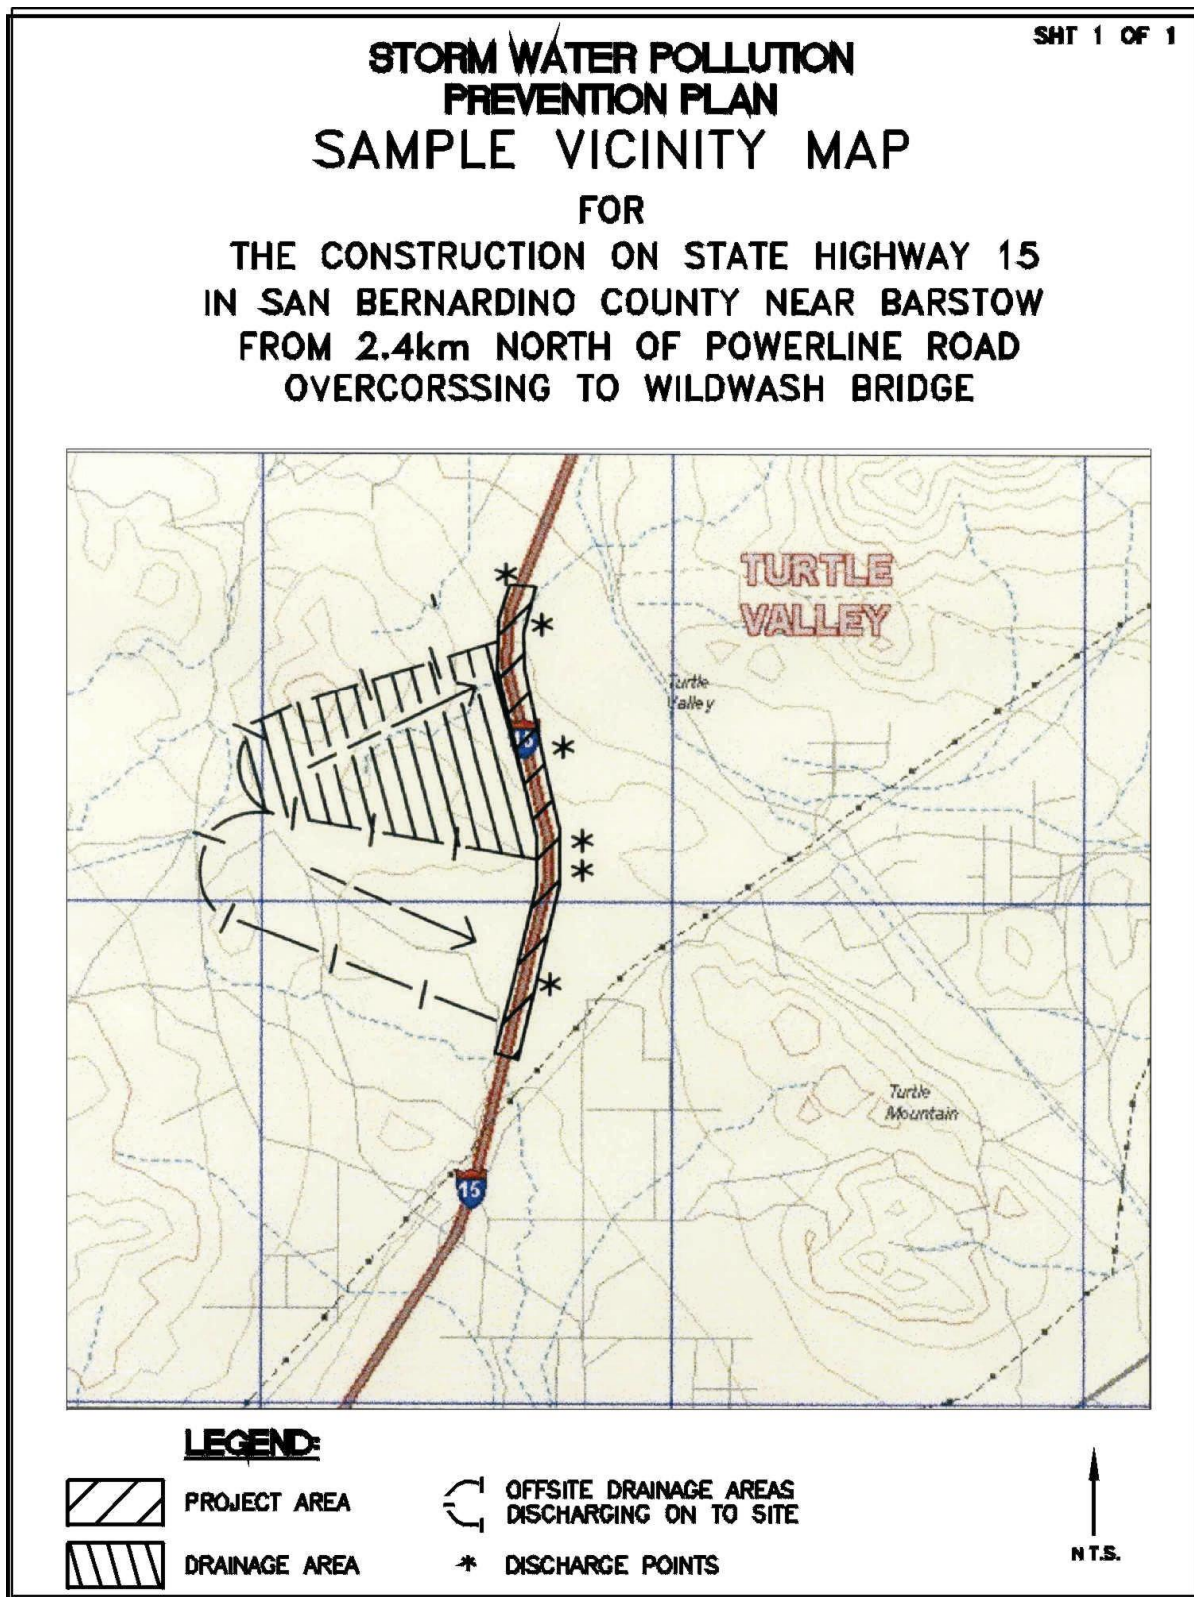 SHT 1 OF 1
STORM WATER POLLUTION
PREVENTION PLAN
SAMPLE VICINITY MAP
FOR
THE CONSTRUCTION ON STATE HIGHWAY 15
IN SAN BERNARDINO COUNTY NEAR BARSTOW
FROM 2.4km NORTH OF POWERLINE ROAD
OVERCORSSING TO WILDWASH BRIDGE
TURTLE
VALLEY
Turtle
Valley
15
Turtle
Mountain
15
LEGEND:
PROJECT AREA
OFFSITE DRAINAGE AREAS
DISCHARGING ON TO SITE
DRAINAGE AREA
DISCHARGE POINTS
N T.S.